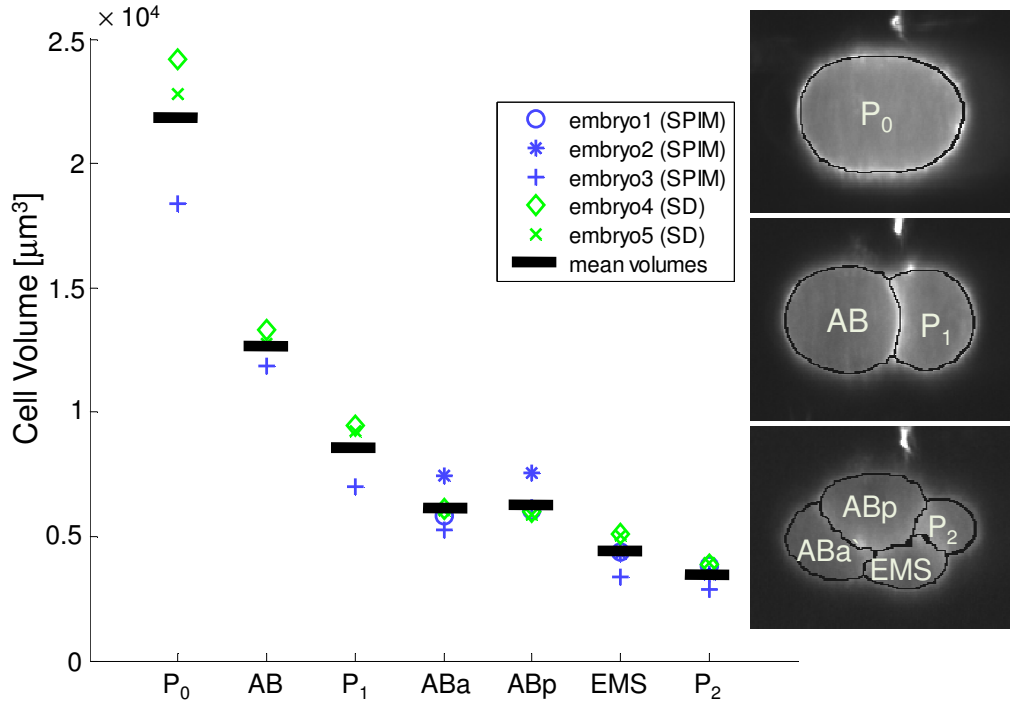 × 10⁴
2.5
2
1.5
1
0.5
0
Cell Volume [μm³]
P₀
AB
P₁
ABa
ABp
EMS
P₂
embryo1 (SPIM)
embryo2 (SPIM)
embryo3 (SPIM)
embryo4 (SD)
embryo5 (SD)
mean volumes
P₀
AB
P₁
ABp
P₂
ABa
EMS